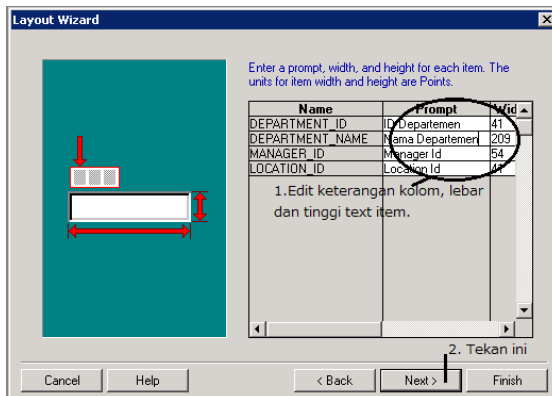 Layout Wizard
Enter a prompt, width, and height for each item. The
units for item width and height are Points.
Name Prompt Wid
DEPARTMENT_ID ID Departemen 41
DEPARTMENT_NAME Nama Departemen 209
MANAGER_ID Manager Id 54
LOCATION_ID Location Id 41
1.Edit keterangan kolom, lebar
dan tinggi text item.
2. Tekan ini
Cancel Help < Back Next > Finish